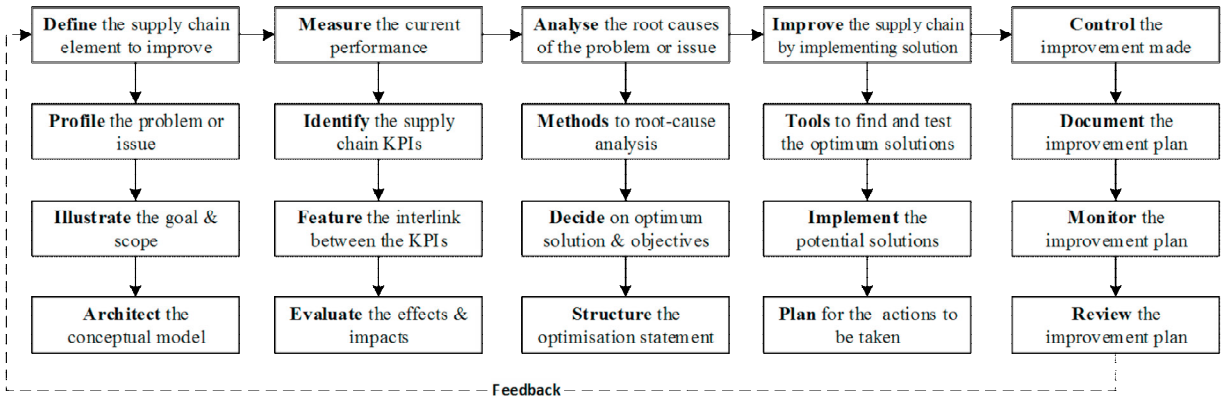 Define the supply chain
element to improve
Measure the current
performance
Analyse the root causes
of the problem or issue
Improve the supply chain
by implementing solution
Control the
improvement made
Profile the problem or
issue
Identify the supply
chain KPIs
Methods to root-cause
analysis
Tools to find and test
the optimum solutions
Document the
improvement plan
Illustrate the goal &
scope
Feature the interlink
between the KPIs
Decide on optimum
solution & objectives
Implement the
potential solutions
Monitor the
improvement plan
Architect the
conceptual model
Evaluate the effects &
impacts
Structure the
optimisation statement
Plan for the actions to
be taken
Review the
improvement plan
Feedback